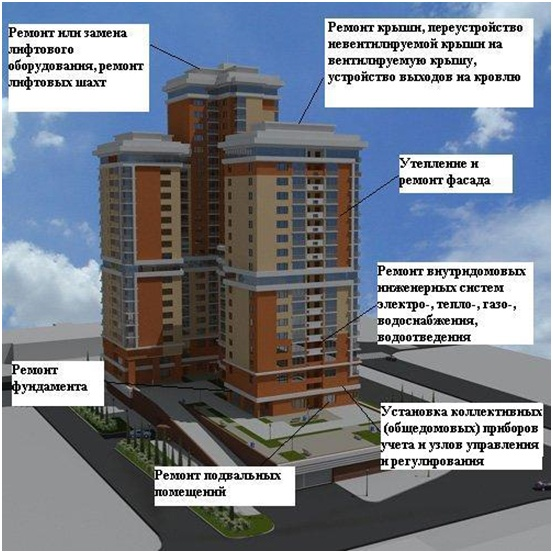 Ремонт или замена
лифтового
оборудования, ремонт
лифтовых шахт
Ремонт крыши, переустройство
невентилируемой крыши на
вентилируемую крышу,
устройство выходов на кровлю
Утепление и
ремонт фасада
Ремонт внутридомовых
инженерных систем
электро-, тепло-, газо-,
водоснабжения,
водоотведения
Ремонт
фундамента
Установка коллективных
(общедомовых) приборов
учета и узлов управления
и регулирования
Ремонт подвальных
помещений